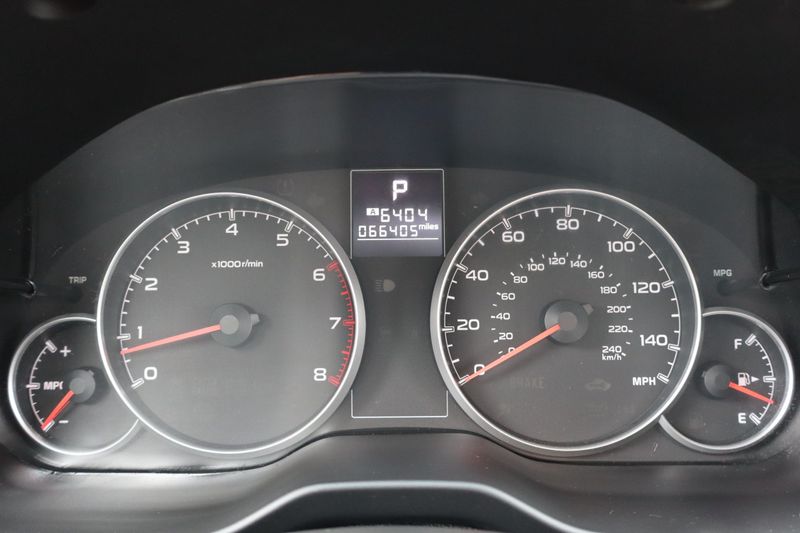 P
A 6404
066405 miles
TRIP
x1000r/min
0 1 2 3 4 5 6 7 8
MPG
+
-
0 20 40 60 80 100 120 140
MPH
0 20 40 60 80 100 120 140 160 180 200 220 240
km/h
BRAKE
MPG
F
E